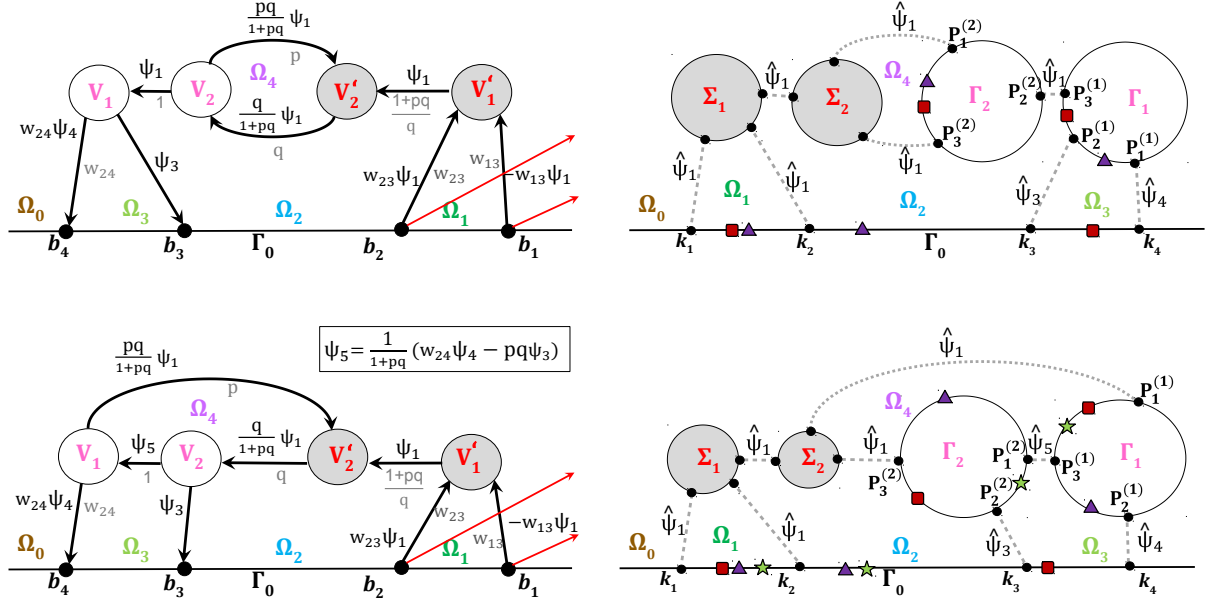 pq/(1+pq) ψ₁
p
V₁
ψ₁
1
V₂
Ω₄
V₂‘
ψ₁
(1+pq)/q
V₁‘
q/(1+pq) ψ₁
q
w₂₄ψ₄
w₂₄
ψ₃
w₂₃ψ₁
w₂₃
w₁₃
−w₁₃ψ₁
Ω₀
Ω₃
Ω₂
Ω₁
b₄
b₃
Γ₀
b₂
b₁
ψ̂₁
P₁⁽²⁾
Σ₁
ψ̂₁
Σ₂
Ω₄
Γ₂
P₂⁽²⁾
ψ̂₁
P₃⁽¹⁾
Γ₁
P₃⁽²⁾
P₂⁽¹⁾
P₁⁽¹⁾
ψ̂₁
ψ̂₁
ψ̂₁
ψ̂₃
ψ̂₄
Ω₀
Ω₁
Ω₂
Ω₃
k₁
k₂
Γ₀
k₃
k₄
ψ₅= 1/(1+pq) (w₂₄ψ₄ − pqψ₃)
pq/(1+pq) ψ₁
p
Ω₄
V₁
ψ₅
1
V₂
q/(1+pq) ψ₁
q
V₂‘
ψ₁
(1+pq)/q
V₁‘
w₂₄ψ₄
w₂₄
ψ₃
w₂₃ψ₁
w₂₃
w₁₃
−w₁₃ψ₁
Ω₀
Ω₃
Ω₂
Ω₁
b₄
b₃
Γ₀
b₂
b₁
ψ̂₁
P₁⁽¹⁾
Ω₄
Σ₁
ψ̂₁
Σ₂
ψ̂₁
P₃⁽²⁾
Γ₂
P₁⁽²⁾
ψ̂₅
P₃⁽¹⁾
Γ₁
P₂⁽²⁾
P₂⁽¹⁾
ψ̂₁
ψ̂₁
ψ̂₃
ψ̂₄
Ω₀
Ω₁
Ω₂
Ω₃
k₁
k₂
Γ₀
k₃
k₄